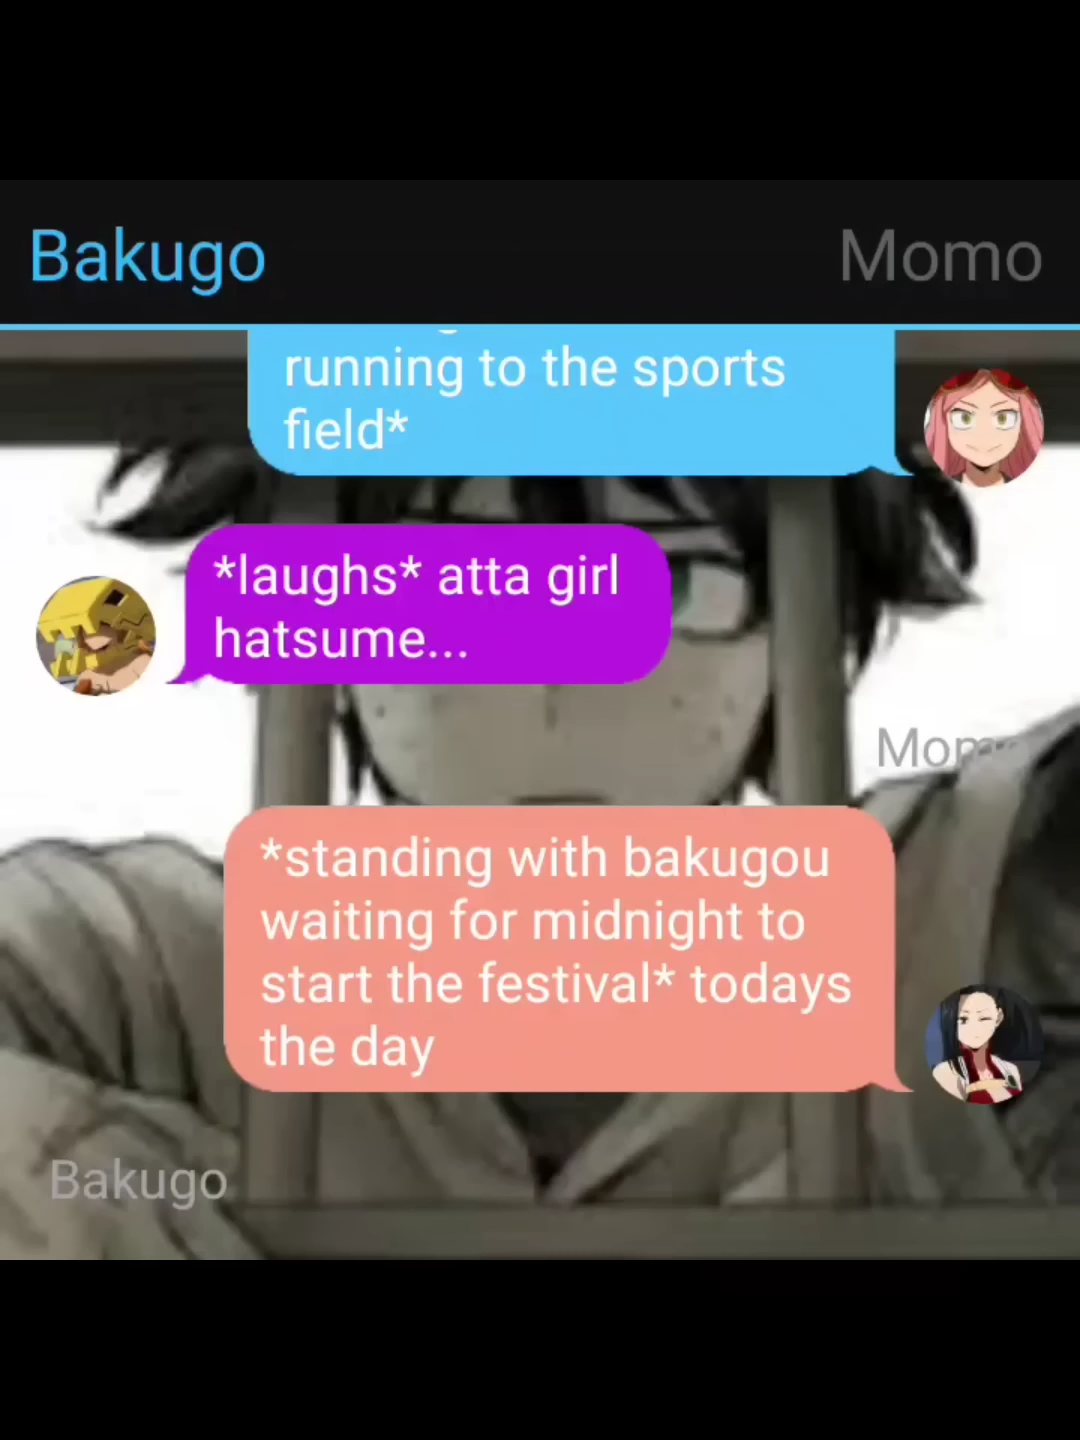 Bakugo Momo
running to the sports
field*
*laughs* atta girl
hatsume...
Momo
*standing with bakugou
waiting for midnight to
start the festival* todays
the day
Bakugo